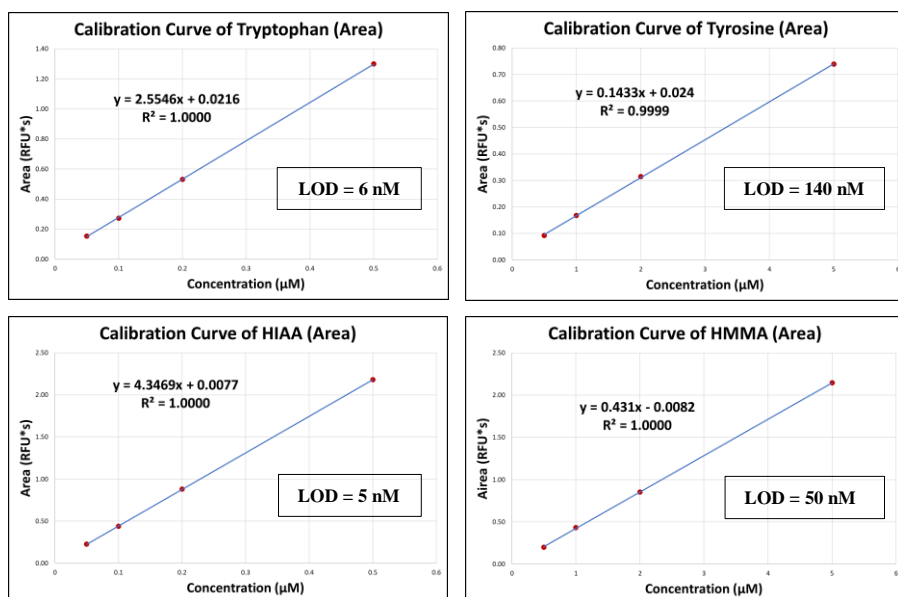 Calibration Curve of Tryptophan (Area)
1.40
1.20
1.00
0.80
0.60
0.40
0.20
0.00
Area (RFU*s)
y = 2.5546x + 0.0216
R² = 1.0000
LOD = 6 nM
0 0.1 0.2 0.3 0.4 0.5 0.6
Concentration (µM)
Calibration Curve of Tyrosine (Area)
0.80
0.70
0.60
0.50
0.40
0.30
0.20
0.10
0.00
Area (RFU*s)
y = 0.1433x + 0.024
R² = 0.9999
LOD = 140 nM
0 1 2 3 4 5 6
Concentration (µM)
Calibration Curve of HIAA (Area)
2.50
2.00
1.50
1.00
0.50
0.00
Area (RFU*s)
y = 4.3469x + 0.0077
R² = 1.0000
LOD = 5 nM
0 0.1 0.2 0.3 0.4 0.5 0.6
Concentration (µM)
Calibration Curve of HMMA (Area)
2.50
2.00
1.50
1.00
0.50
0.00
Airea (RFU*s)
y = 0.431x - 0.0082
R² = 1.0000
LOD = 50 nM
0 1 2 3 4 5 6
Concentration (µM)